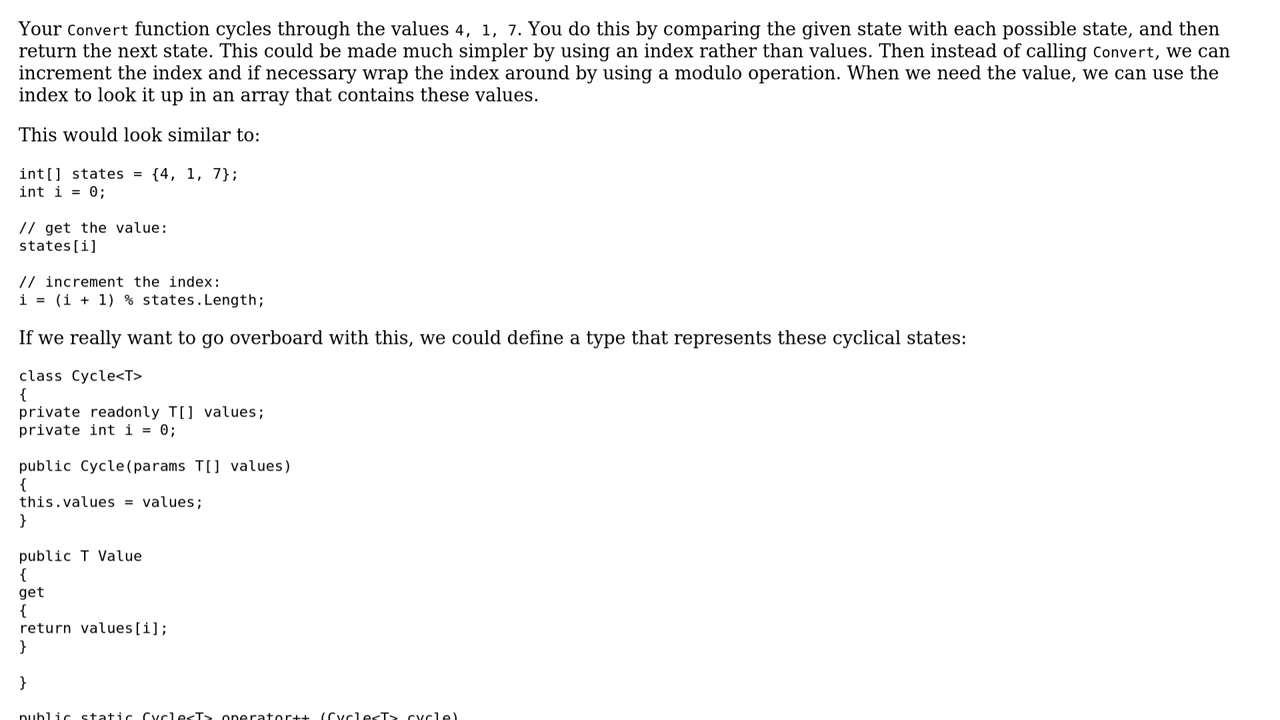 Your Convert function cycles through the values 4, 1, 7. You do this by comparing the given state with each possible state, and then
return the next state. This could be made much simpler by using an index rather than values. Then instead of calling Convert, we can
increment the index and if necessary wrap the index around by using a modulo operation. When we need the value, we can use the
index to look it up in an array that contains these values.
This would look similar to:
int[] states = {4, 1, 7};
int i = 0;
// get the value:
states[i]
// increment the index:
i = (i + 1) % states.Length;
If we really want to go overboard with this, we could define a type that represents these cyclical states:
class Cycle<T>
{
private readonly T[] values;
private int i = 0;
public Cycle(params T[] values)
{
this.values = values;
}
public T Value
{
get
{
return values[i];
}
}
public static Cycle<T> operator++ (Cycle<T> cycle)